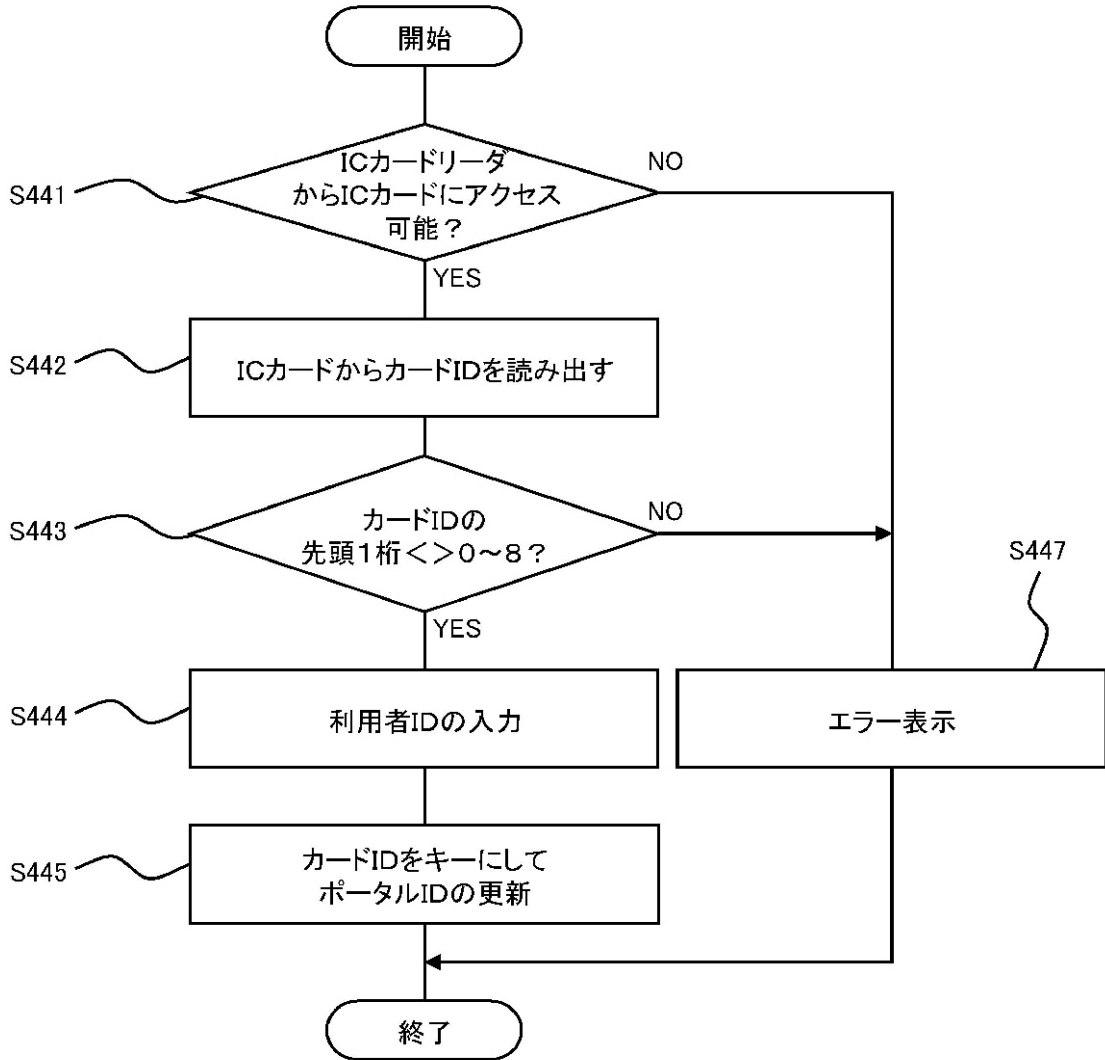 開始
ICカードリーダ
からICカードにアクセス
可能？
NO
S441
YES
S442
ICカードからカードIDを読み出す
S443
カードIDの
先頭１桁＜＞０～８？
NO
S447
YES
S444
利用者IDの入力
エラー表示
S445
カードIDをキーにして
ポータルIDの更新
終了